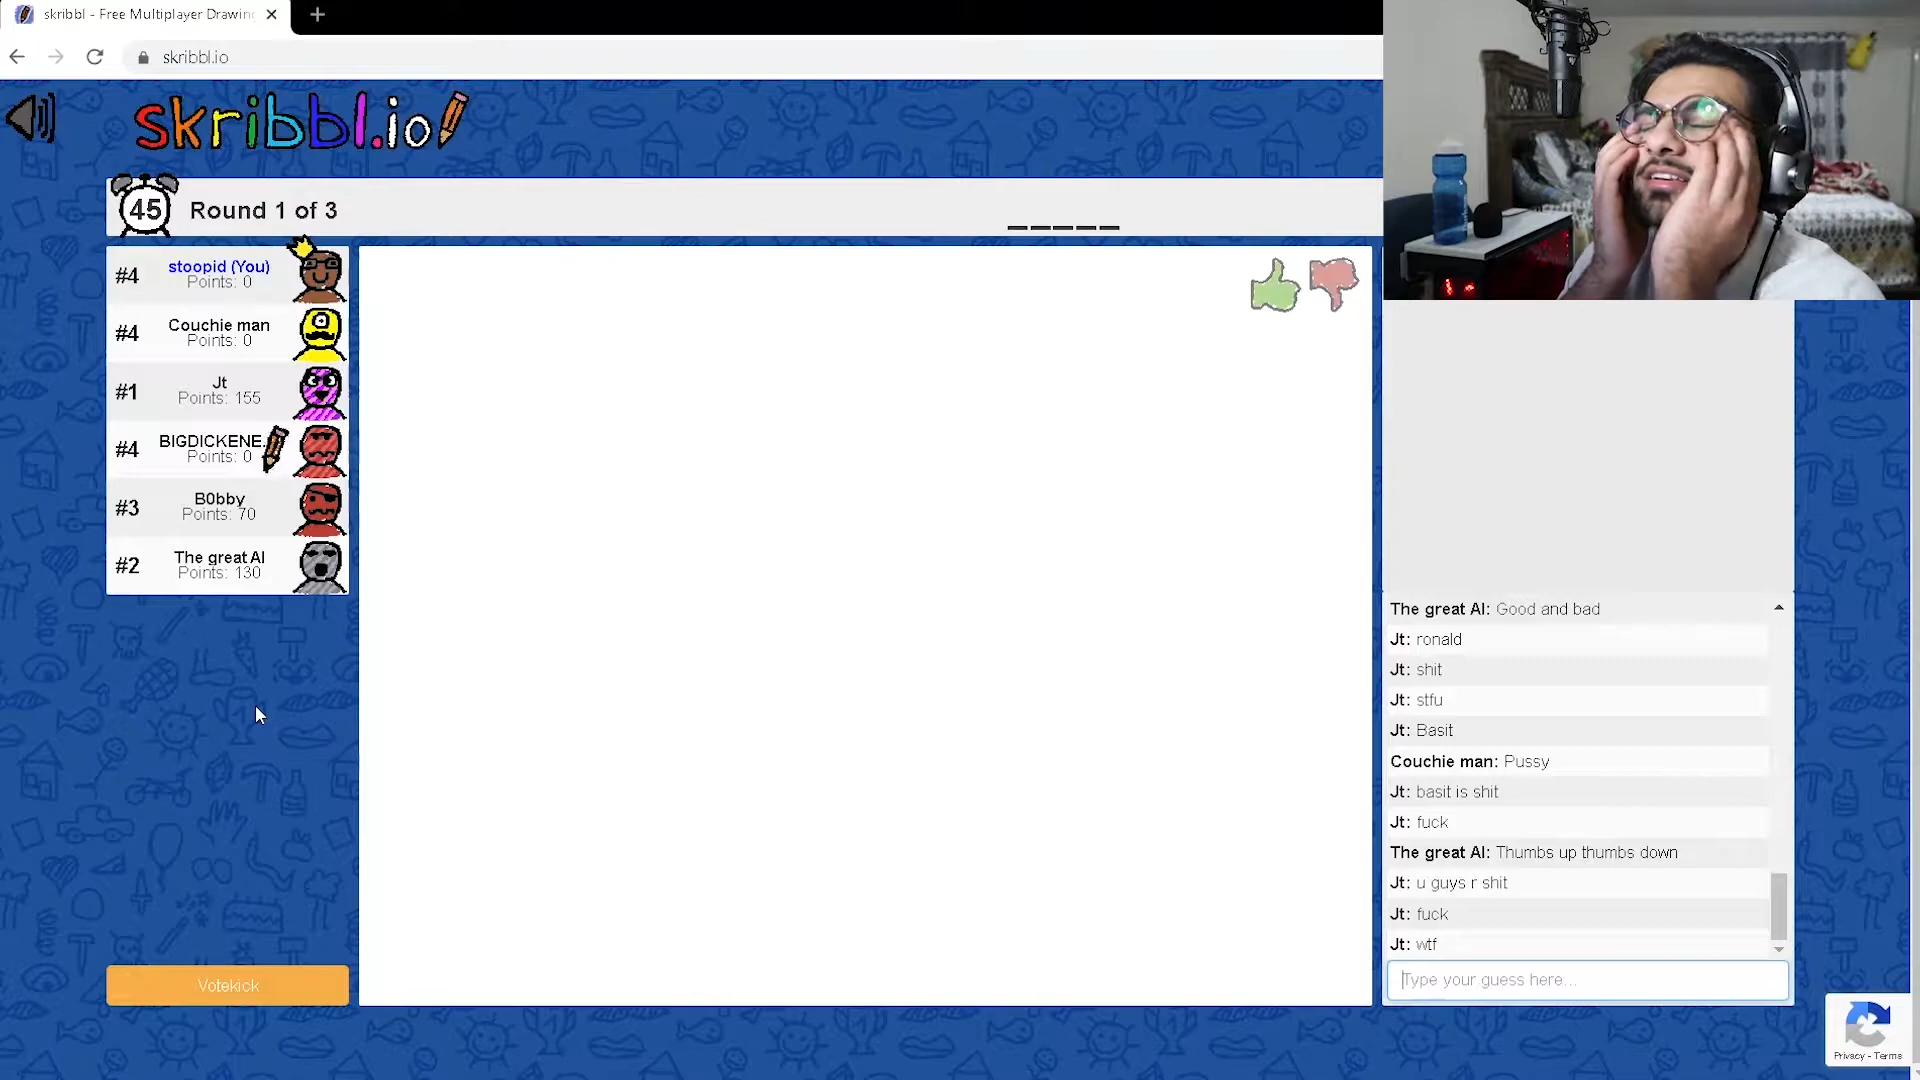 skribbl - Free Multiplayer Drawing
skribbl.io
skribbl.io
45
Round 1 of 3
_____
#4
stoopid (You)
Points: 0
#4
Couchie man
Points: 0
#1
Jt
Points: 155
#4
BIGDICKENE.
Points: 0
#3
B0bby
Points: 70
#2
The great AI
Points: 130
Votekick
The great AI: Good and bad
Jt: ronald
Jt: shit
Jt: stfu
Jt: Basit
Couchie man: Pussy
Jt: basit is shit
Jt: fuck
The great AI: Thumbs up thumbs down
Jt: u guys r shit
Jt: fuck
Jt: wtf
Type your guess here...
Privacy - Terms